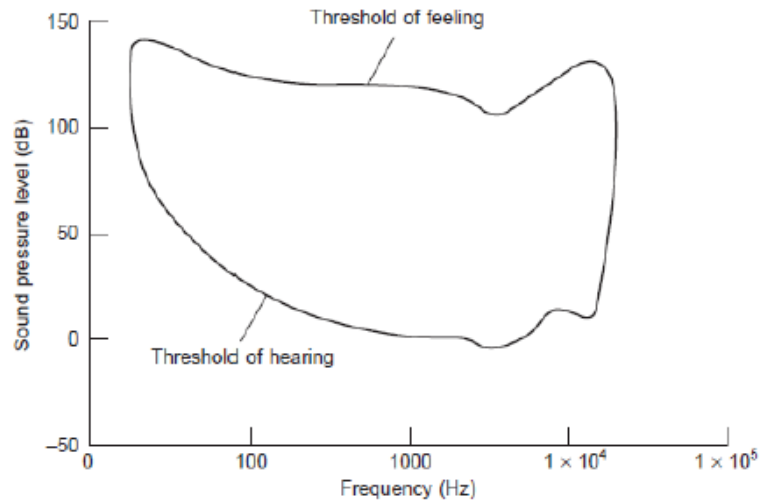 150
Threshold of feeling
100
Sound pressure level (dB)
50
0
Threshold of hearing
–50
0
100
1000
1 × 10⁴
1 × 10⁵
Frequency (Hz)